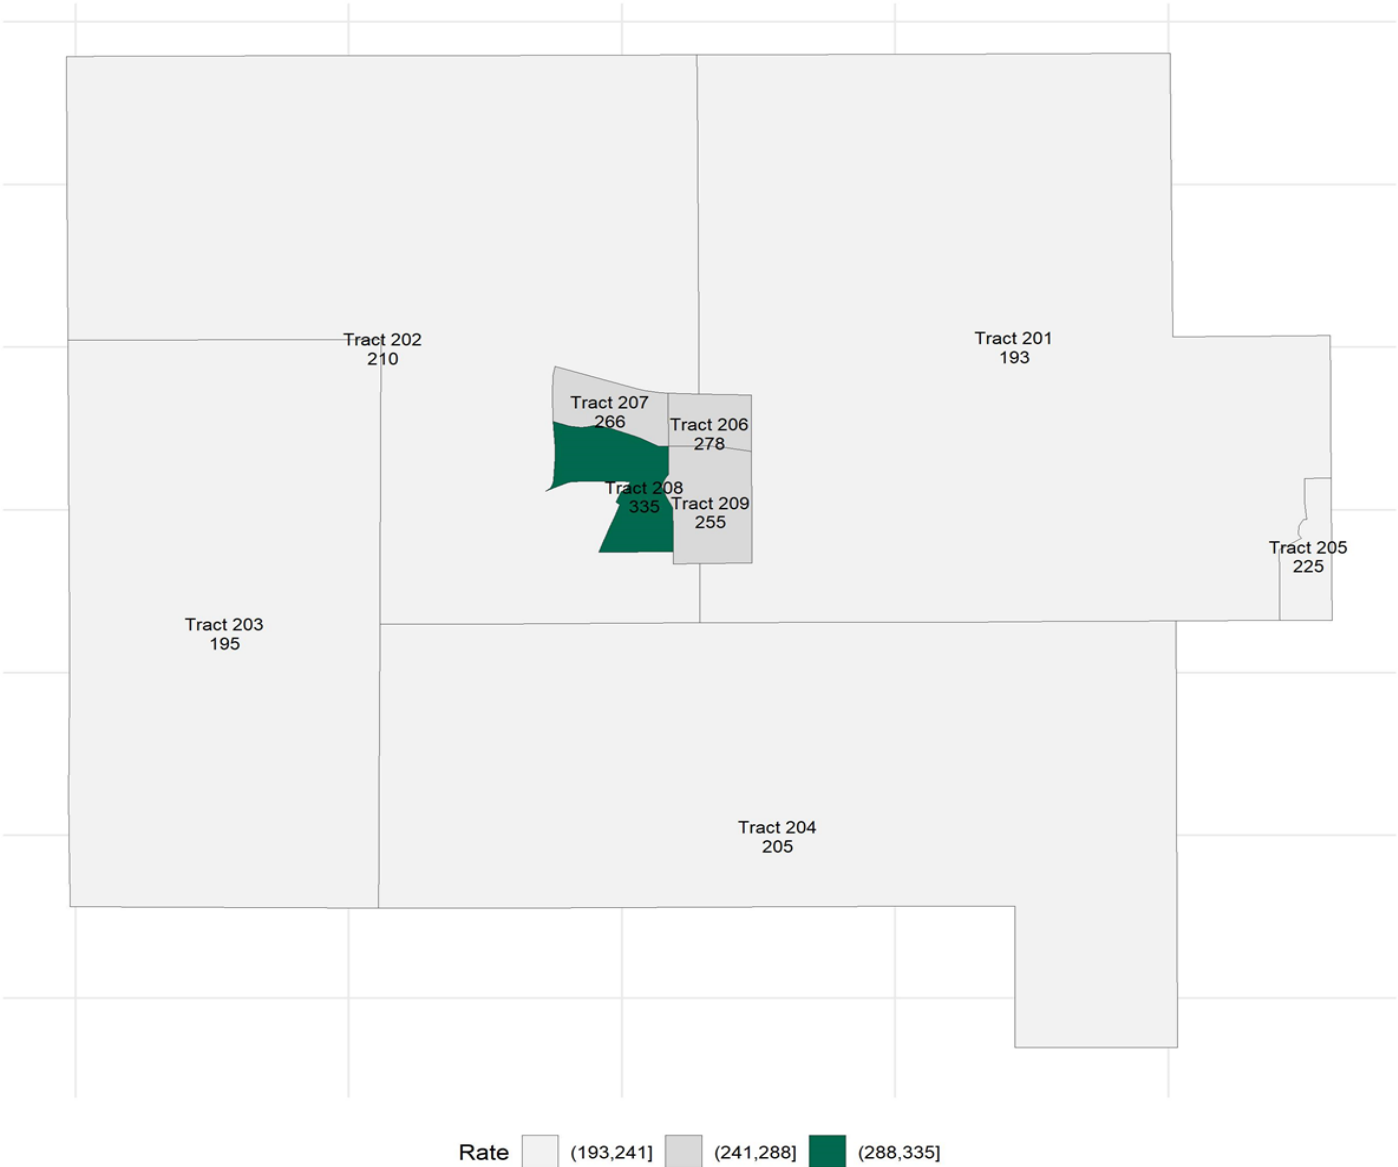 Tract 202
210
Tract 201
193
Tract 207
266
Tract 206
278
Tract 208
335
Tract 209
255
Tract 205
225
Tract 203
195
Tract 204
205
Rate (193,241] (241,288] (288,335]